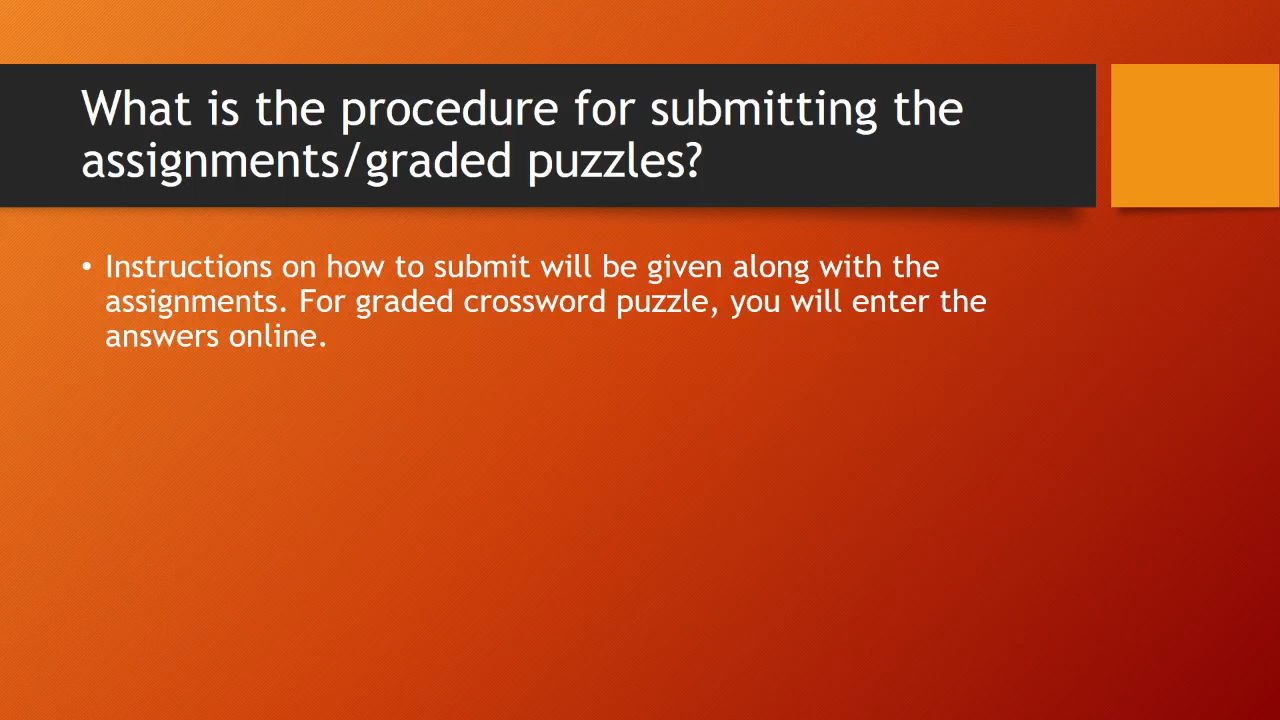 What is the procedure for submitting the
assignments/graded puzzles?
• Instructions on how to submit will be given along with the
assignments. For graded crossword puzzle, you will enter the
answers online.